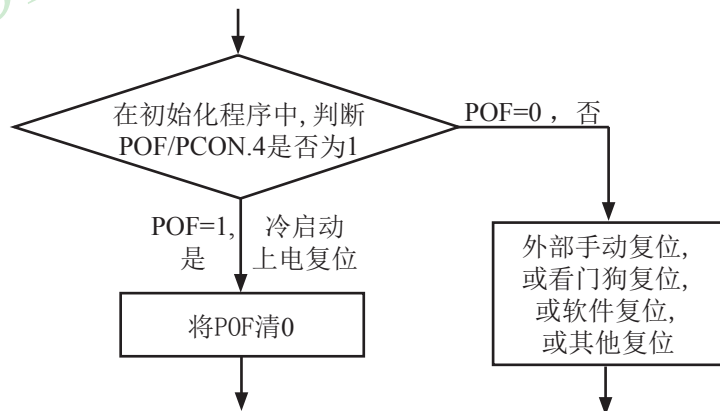 在初始化程序中, 判断
POF/PCON.4是否为1
POF=0 ，否
POF=1,
是
冷启动
上电复位
将POF清0
外部手动复位,
或看门狗复位,
或软件复位,
或其他复位